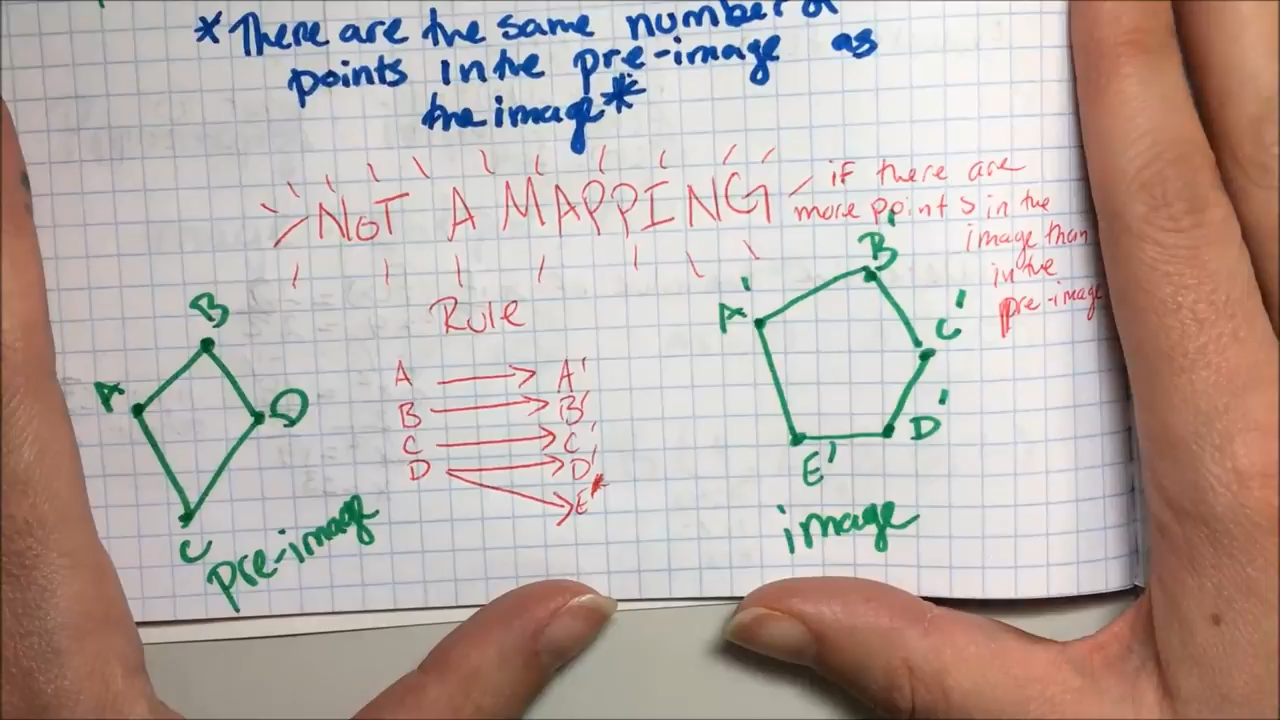 *There are the same number of
points in the pre-image as
the image*
NOT A MAPPING
if there are
more points in the
image than
in the
pre-image
Rule
A → A'
B → B'
C → C'
D → D'
E'
B
A
D
C
pre-image
B'
A'
C'
D'
E'
image